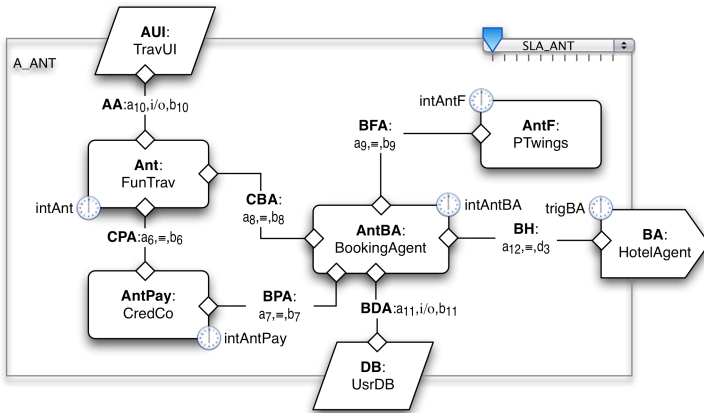 AUI:
TravUI
SLA_ANT
A_ANT
AA:a₁₀,i/o,b₁₀
intAntF
BFA:
a₉,≡,b₉
AntF:
PTwings
Ant:
FunTrav
intAnt
CBA:
a₈,≡,b₈
intAntBA
trigBA
AntBA:
BookingAgent
BH:
a₁₂,≡,d₃
BA:
HotelAgent
CPA:a₆,≡,b₆
AntPay:
CredCo
BPA:
a₇,≡,b₇
BDA:a₁₁,i/o,b₁₁
intAntPay
DB:
UsrDB